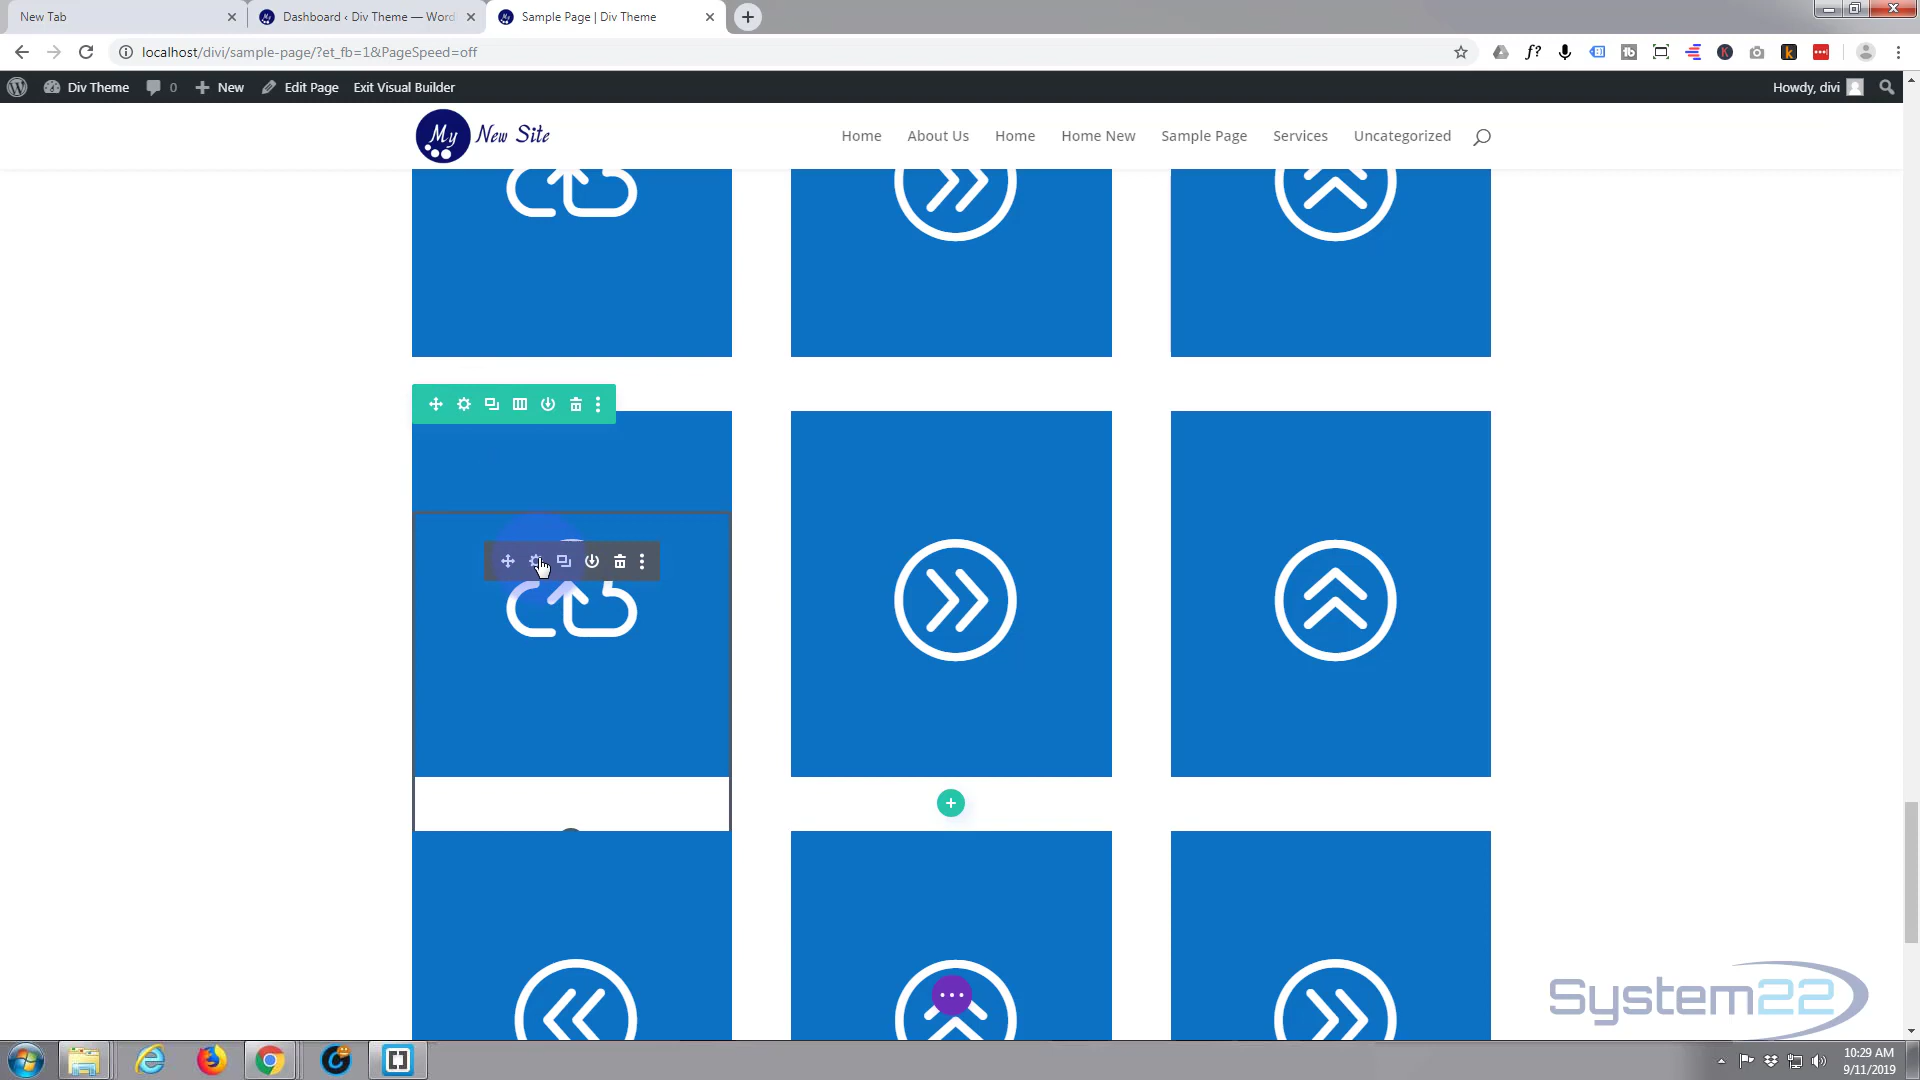 New Tab
Dashboard ‹ Div Theme — Word
Sample Page | Div Theme
localhost/divi/sample-page/?et_fb=1&PageSpeed=off
Div Theme
0
New
Edit Page
Exit Visual Builder
Howdy, divi
My New Site
Home
About Us
Home
Home New
Sample Page
Services
Uncategorized
System22
10:29 AM
9/11/2019